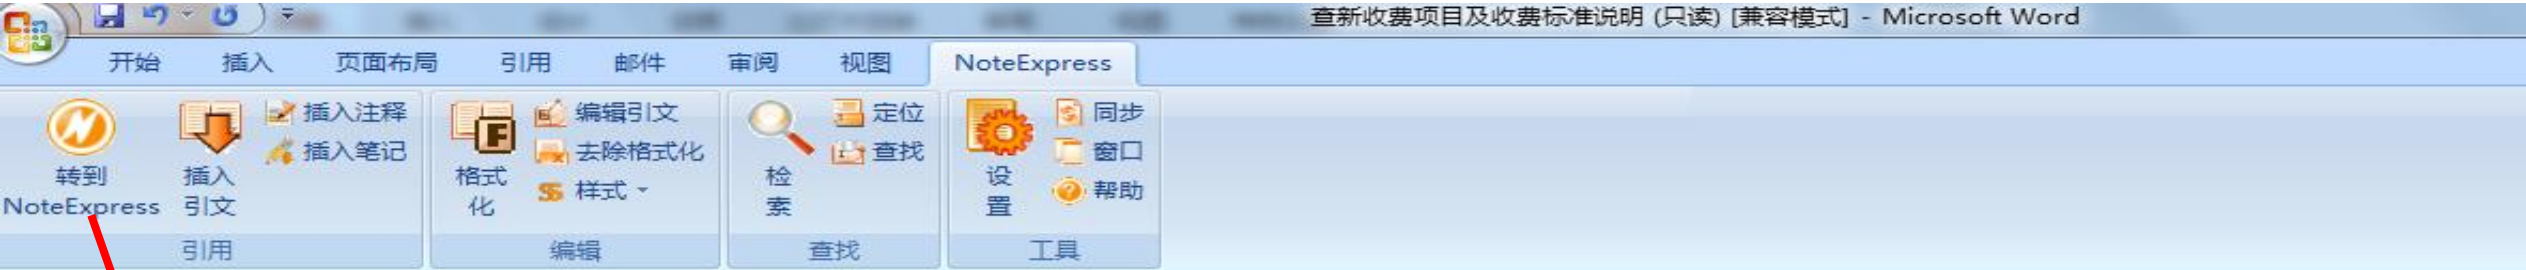 查新收费项目及收费标准说明 (只读) [兼容模式] - Microsoft Word
开始 插入 页面布局 引用 邮件 审阅 视图 NoteExpress
转到
NoteExpress
插入
引文
插入注释
插入笔记
引用
格式
化
编辑引文
去除格式化
样式
编辑
检
索
定位
查找
查找
设
置
同步
窗口
帮助
工具